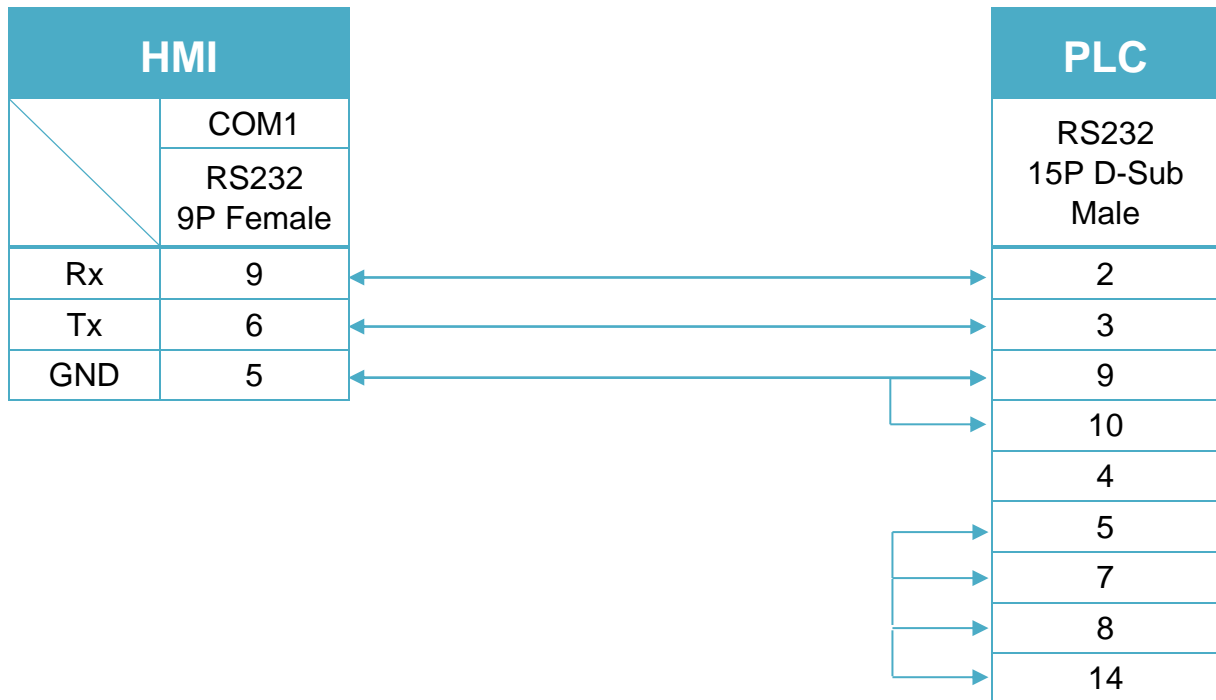 HMI
PLC
COM1
RS232
9P Female
RS232
15P D-Sub
Male
Rx 9 2
Tx 6 3
GND 5 9
10
4
5
7
8
14